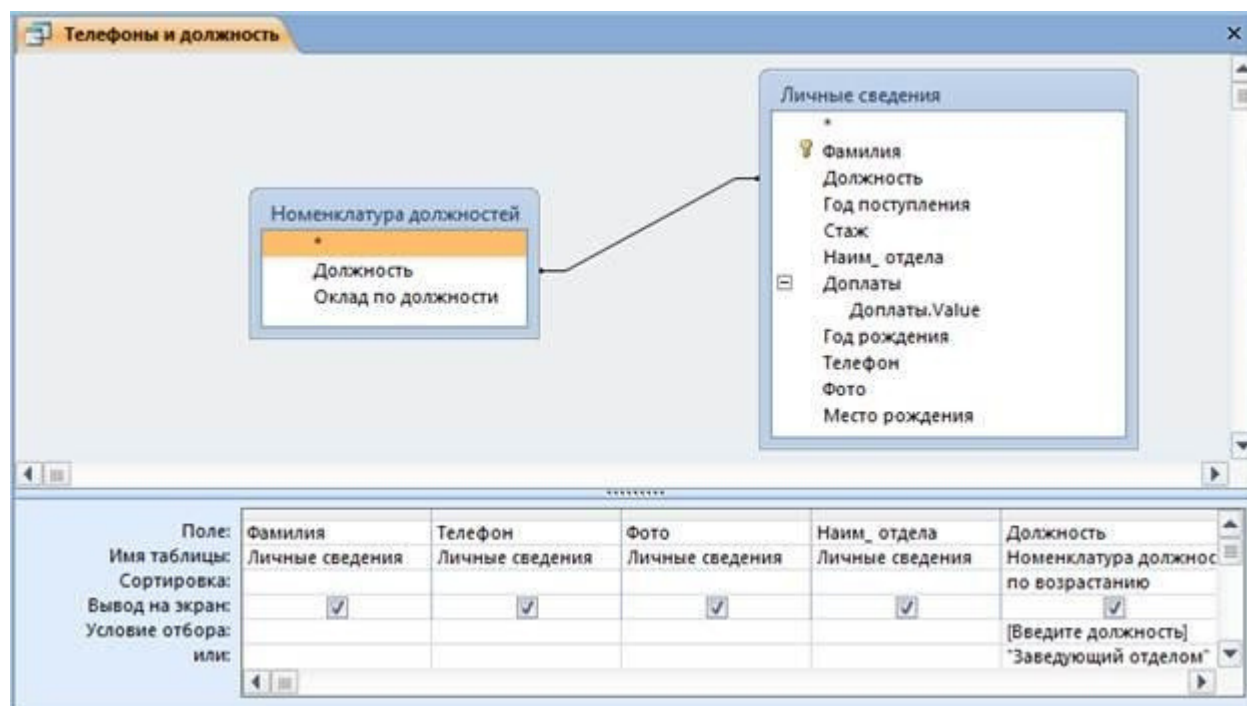 Телефоны и должность
Личные сведения
*
Фамилия
Должность
Год поступления
Стаж
Наим_ отдела
Доплаты
Доплаты.Value
Год рождения
Телефон
Фото
Место рождения
Номенклатура должностей
*
Должность
Оклад по должности
Поле: Фамилия Телефон Фото Наим_ отдела Должность
Имя таблицы: Личные сведения Личные сведения Личные сведения Личные сведения Номенклатура должнос
Сортировка: по возрастанию
Вывод на экран:
Условие отбора: [Введите должность]
или: "Заведующий отделом"